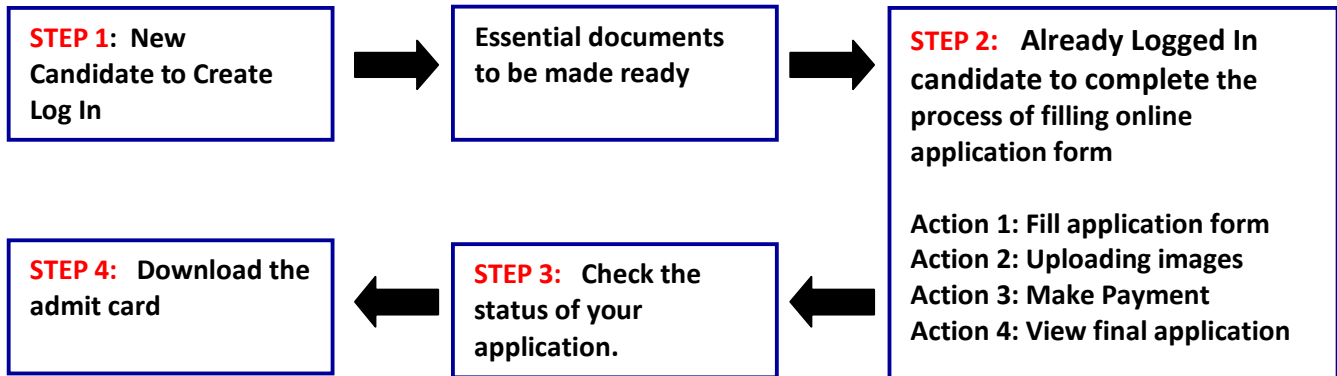 STEP 1: New
Candidate to Create
Log In
Essential documents
to be made ready
STEP 2: Already Logged In
candidate to complete the
process of filling online
application form
Action 1: Fill application form
Action 2: Uploading images
Action 3: Make Payment
Action 4: View final application
STEP 3: Check the
status of your
application.
STEP 4: Download the
admit card